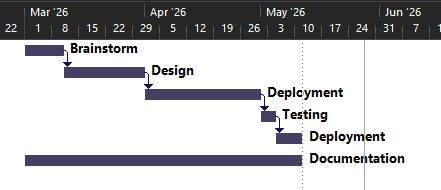 Mar '26 Apr '26 May '26 Jun '26
22 1 8 15 22 29 5 12 19 26 3 10 17 24 31 7
Brainstorm
Design
Deployment
Testing
Deployment
Documentation